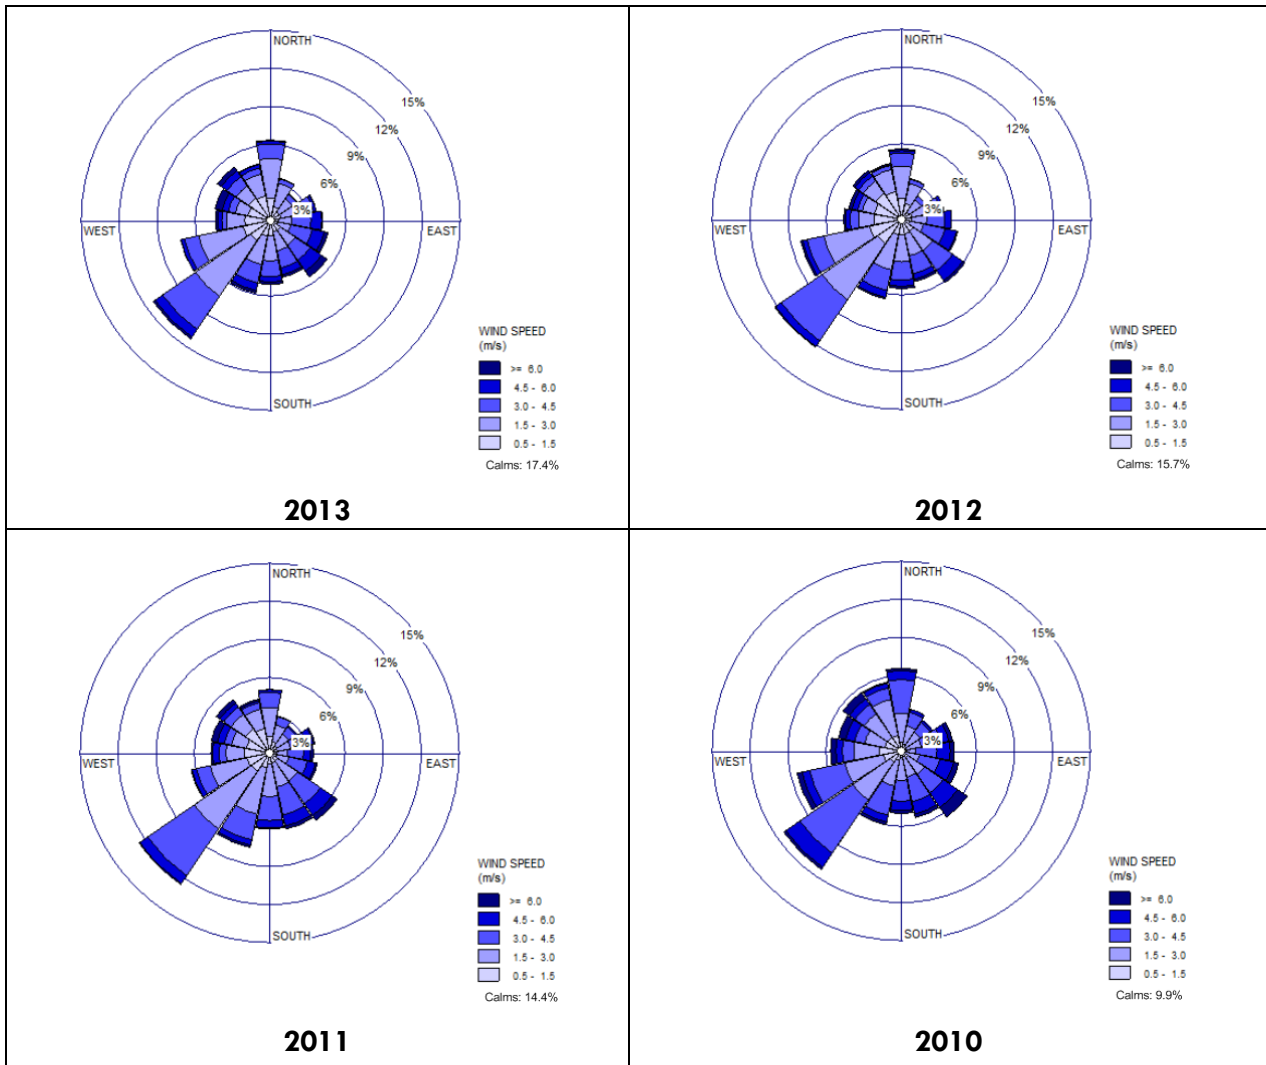 NORTH
15%
12%
9%
6%
3%
WEST
EAST
SOUTH
WIND SPEED
(m/s)
>= 6.0
4.5 - 6.0
3.0 - 4.5
1.5 - 3.0
0.5 - 1.5
Calms: 17.4%
2013
NORTH
15%
12%
9%
6%
3%
WEST
EAST
SOUTH
WIND SPEED
(m/s)
>= 6.0
4.5 - 6.0
3.0 - 4.5
1.5 - 3.0
0.5 - 1.5
Calms: 15.7%
2012
NORTH
15%
12%
9%
6%
3%
WEST
EAST
SOUTH
WIND SPEED
(m/s)
>= 6.0
4.5 - 6.0
3.0 - 4.5
1.5 - 3.0
0.5 - 1.5
Calms: 14.4%
2011
NORTH
15%
12%
9%
6%
3%
WEST
EAST
SOUTH
WIND SPEED
(m/s)
>= 6.0
4.5 - 6.0
3.0 - 4.5
1.5 - 3.0
0.5 - 1.5
Calms: 9.9%
2010